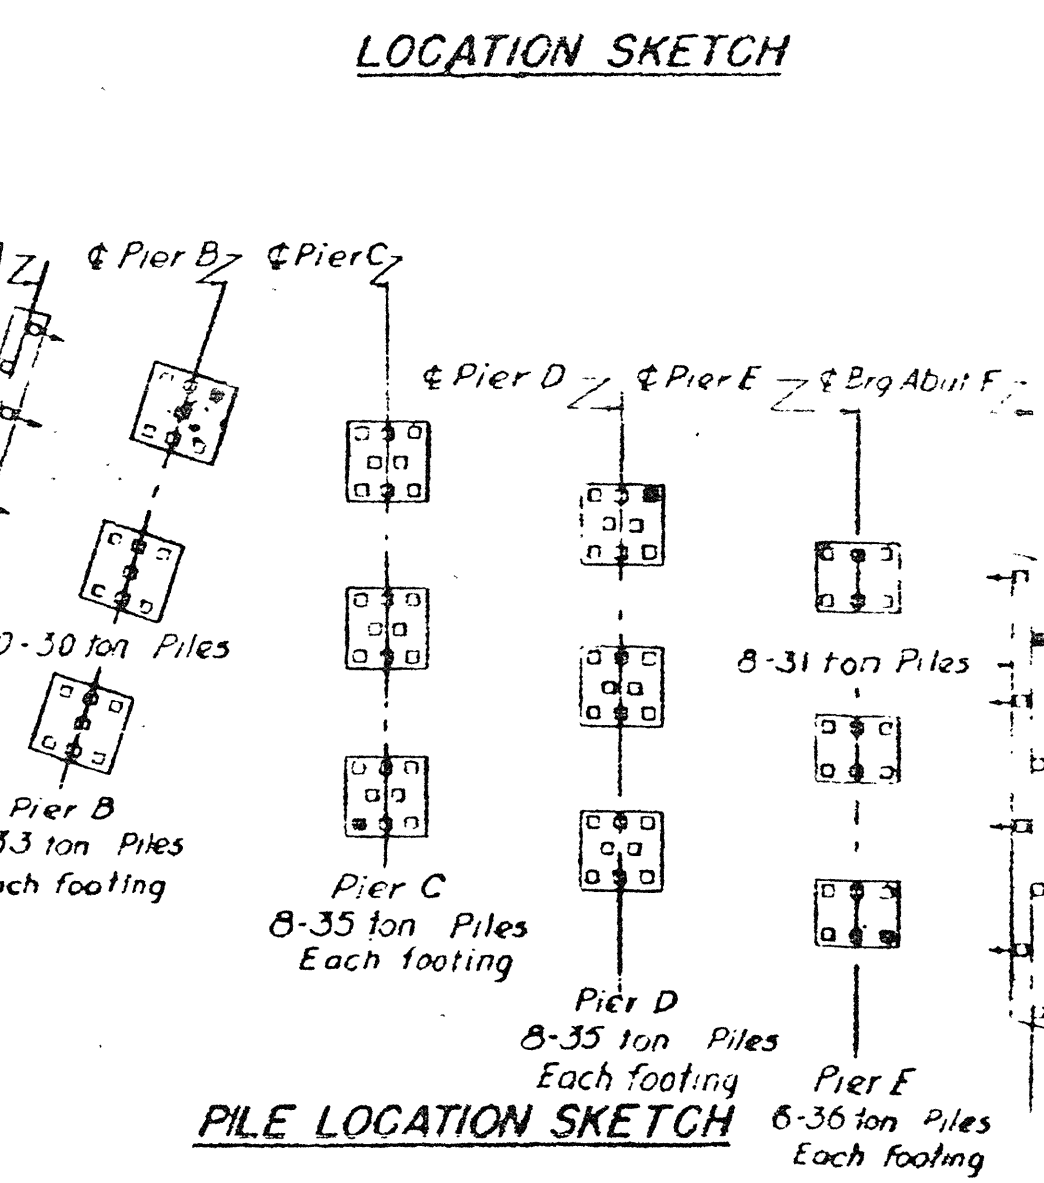 LOCATION SKETCH
℄ Pier B
℄ Pier C
℄ Pier D
℄ Pier E
℄ Brg Abut F
-30 ton Piles
8-31 ton Piles
Pier B
33 ton Piles
ach footing
Pier C
8-35 ton Piles
Each footing
Pier D
8-35 ton Piles
Each footing
Pier E
6-36 ton Piles
Each footing
PILE LOCATION SKETCH